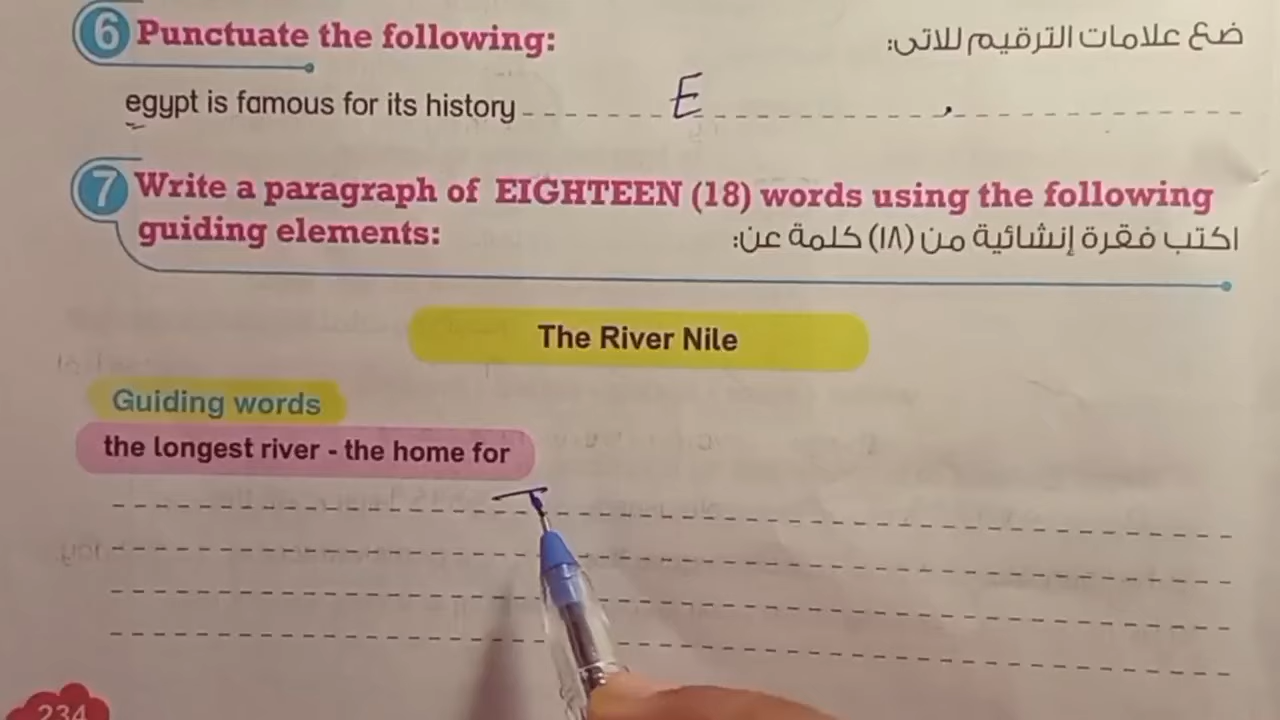 6 Punctuate the following: ضع علامات الترقيم للاتى:
egypt is famous for its history E ,
7 Write a paragraph of EIGHTEEN (18) words using the following
guiding elements: اكتب فقرة إنشائية من (١٨) كلمة عن:
The River Nile
Guiding words
the longest river - the home for
234